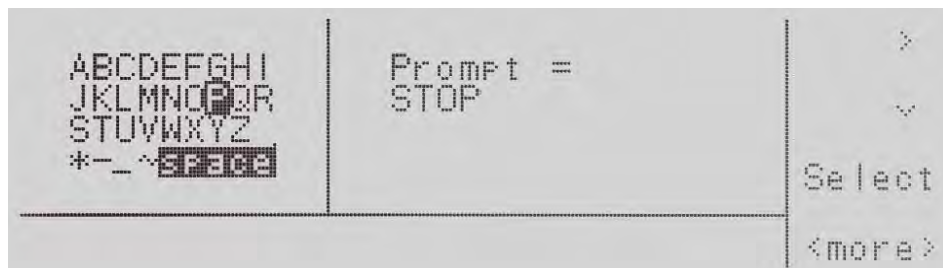 ABCDEFGHI
JKLMNOPQR
STUVWXYZ
*-_~space
Prompt =
STOP
>
⌄
Select
<more>